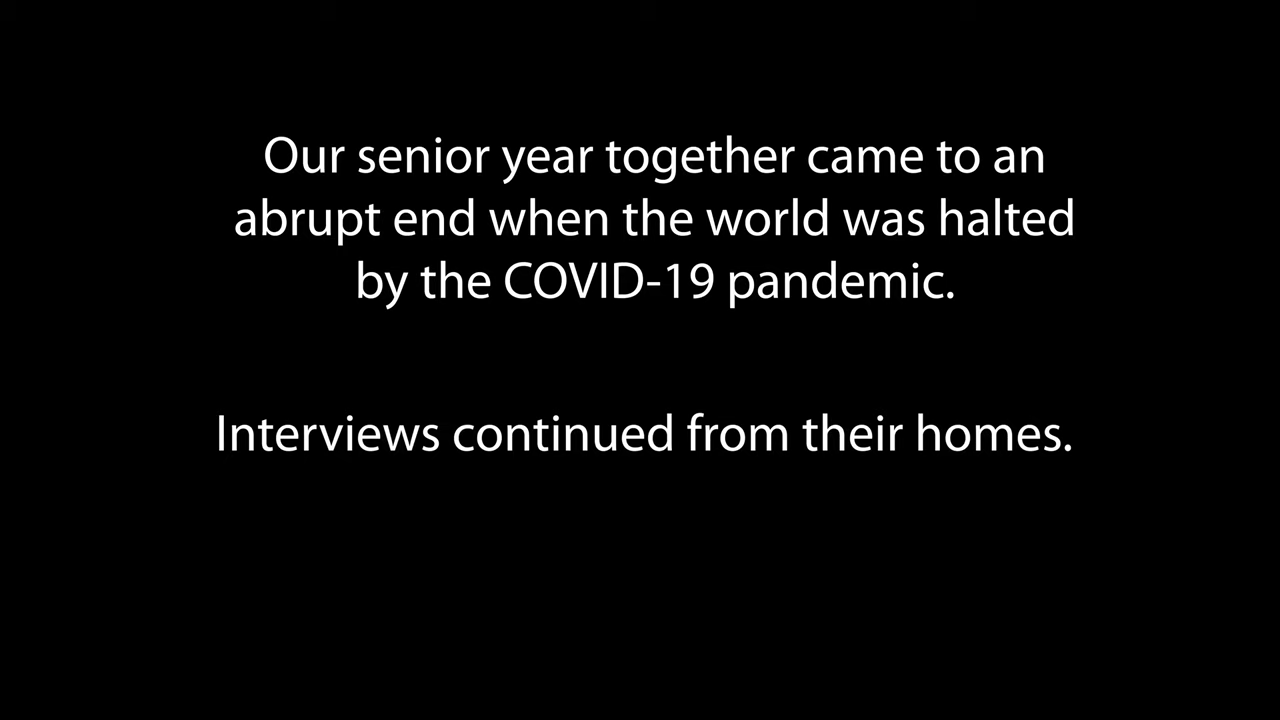 Our senior year together came to an
abrupt end when the world was halted
by the COVID-19 pandemic.
Interviews continued from their homes.